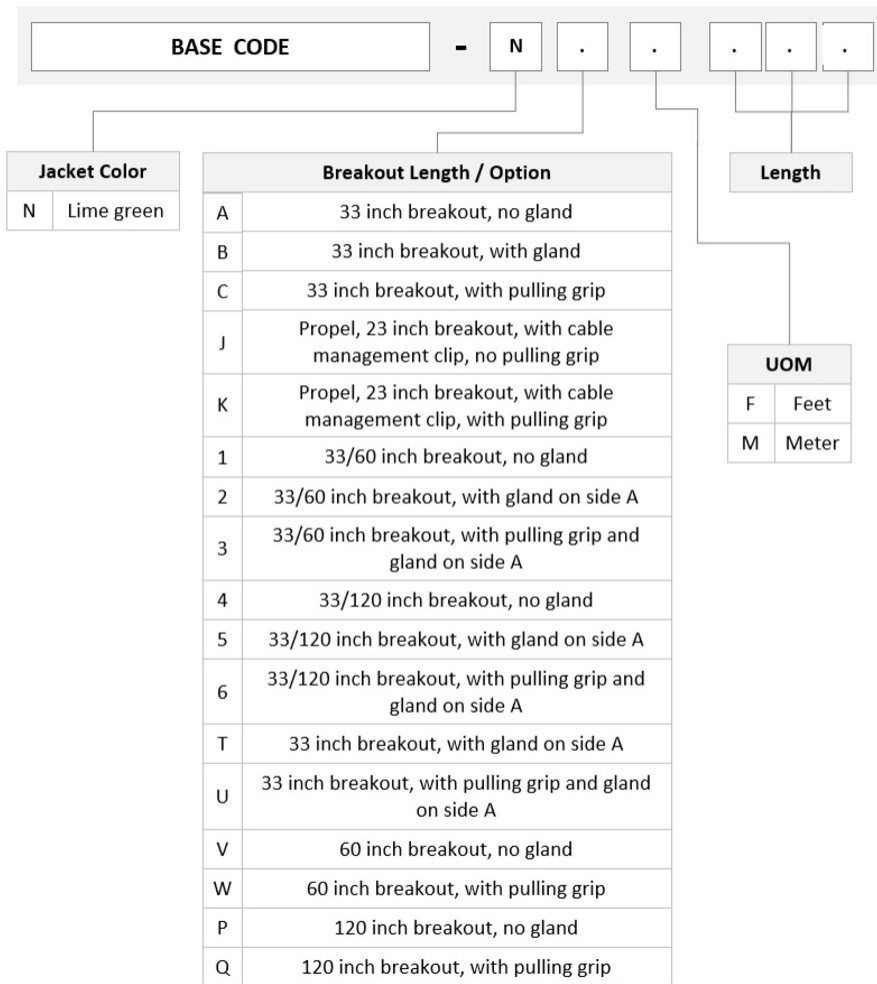 BASE CODE - N . . . . .
Jacket Color
N Lime green
Breakout Length / Option
A 33 inch breakout, no gland
B 33 inch breakout, with gland
C 33 inch breakout, with pulling grip
J Propel, 23 inch breakout, with cable
management clip, no pulling grip
K Propel, 23 inch breakout, with cable
management clip, with pulling grip
1 33/60 inch breakout, no gland
2 33/60 inch breakout, with gland on side A
3 33/60 inch breakout, with pulling grip and
gland on side A
4 33/120 inch breakout, no gland
5 33/120 inch breakout, with gland on side A
6 33/120 inch breakout, with pulling grip and
gland on side A
T 33 inch breakout, with gland on side A
U 33 inch breakout, with pulling grip and gland
on side A
V 60 inch breakout, no gland
W 60 inch breakout, with pulling grip
P 120 inch breakout, no gland
Q 120 inch breakout, with pulling grip
Length
UOM
F Feet
M Meter